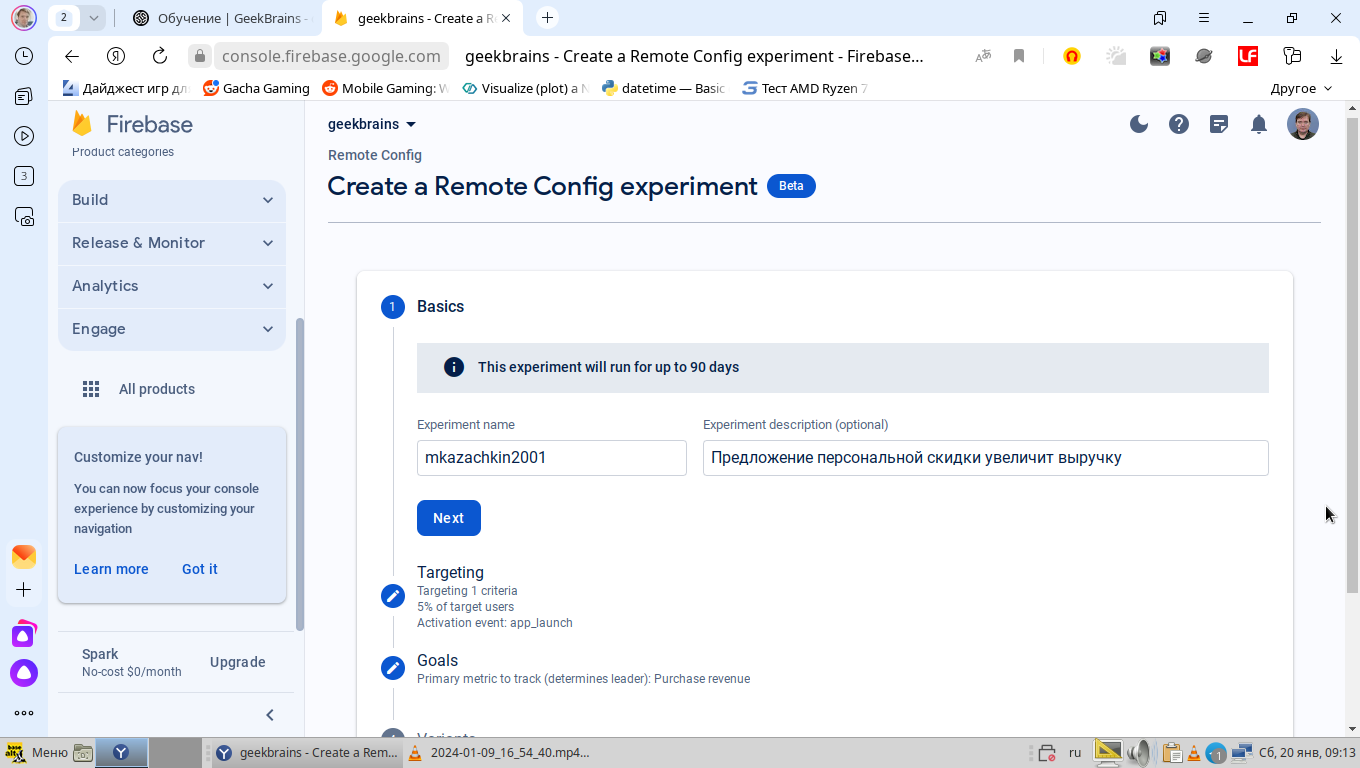 2
Обучение | GeekBrains -
geekbrains - Create a R
console.firebase.google.com
geekbrains - Create a Remote Config experiment - Firebase…
Дайджест игр дл
Gacha Gaming
Mobile Gaming: W
Visualize (plot) a N
datetime — Basic
Тест AMD Ryzen 7
Другое
3
Firebase
Product categories
Build
Release & Monitor
Analytics
Engage
All products
Customize your nav!
You can now focus your console
experience by customizing your
navigation
Learn more
Got it
Spark
No-cost $0/month
Upgrade
geekbrains
Remote Config
Create a Remote Config experiment
Beta
1
Basics
This experiment will run for up to 90 days
Experiment name
Experiment description (optional)
mkazachkin2001
Предложение персональной скидки увеличит выручку
Next
Targeting
Targeting 1 criteria
5% of target users
Activation event: app_launch
Goals
Primary metric to track (determines leader): Purchase revenue
Variants
Меню
geekbrains - Create a Rem...
2024-01-09_16_54_40.mp4...
ru
1
Сб, 20 янв, 09:13